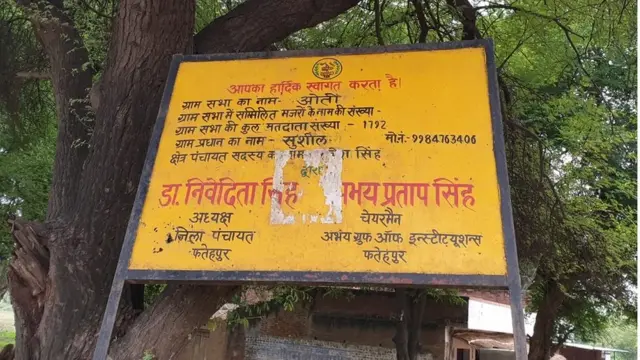 आपका हार्दिक स्वागत करता है।
ग्राम सभा का नाम- ओती
ग्राम सभा में सम्मिलित मजरों के नाम की संख्या -
ग्राम सभा की कुल मतदाता संख्या - 1792
ग्राम प्रधान का नाम - सुशील मो.नं.-9984763406
क्षेत्र पंचायत सदस्य का नाम सिंह
द्वारा
डा. निवेदिता सिंह अभय प्रताप सिंह
अध्यक्ष चेयरमैन
जिला पंचायत अभय ग्रुप ऑफ इन्स्टीट्यूशन्स
फतेहपुर फतेहपुर